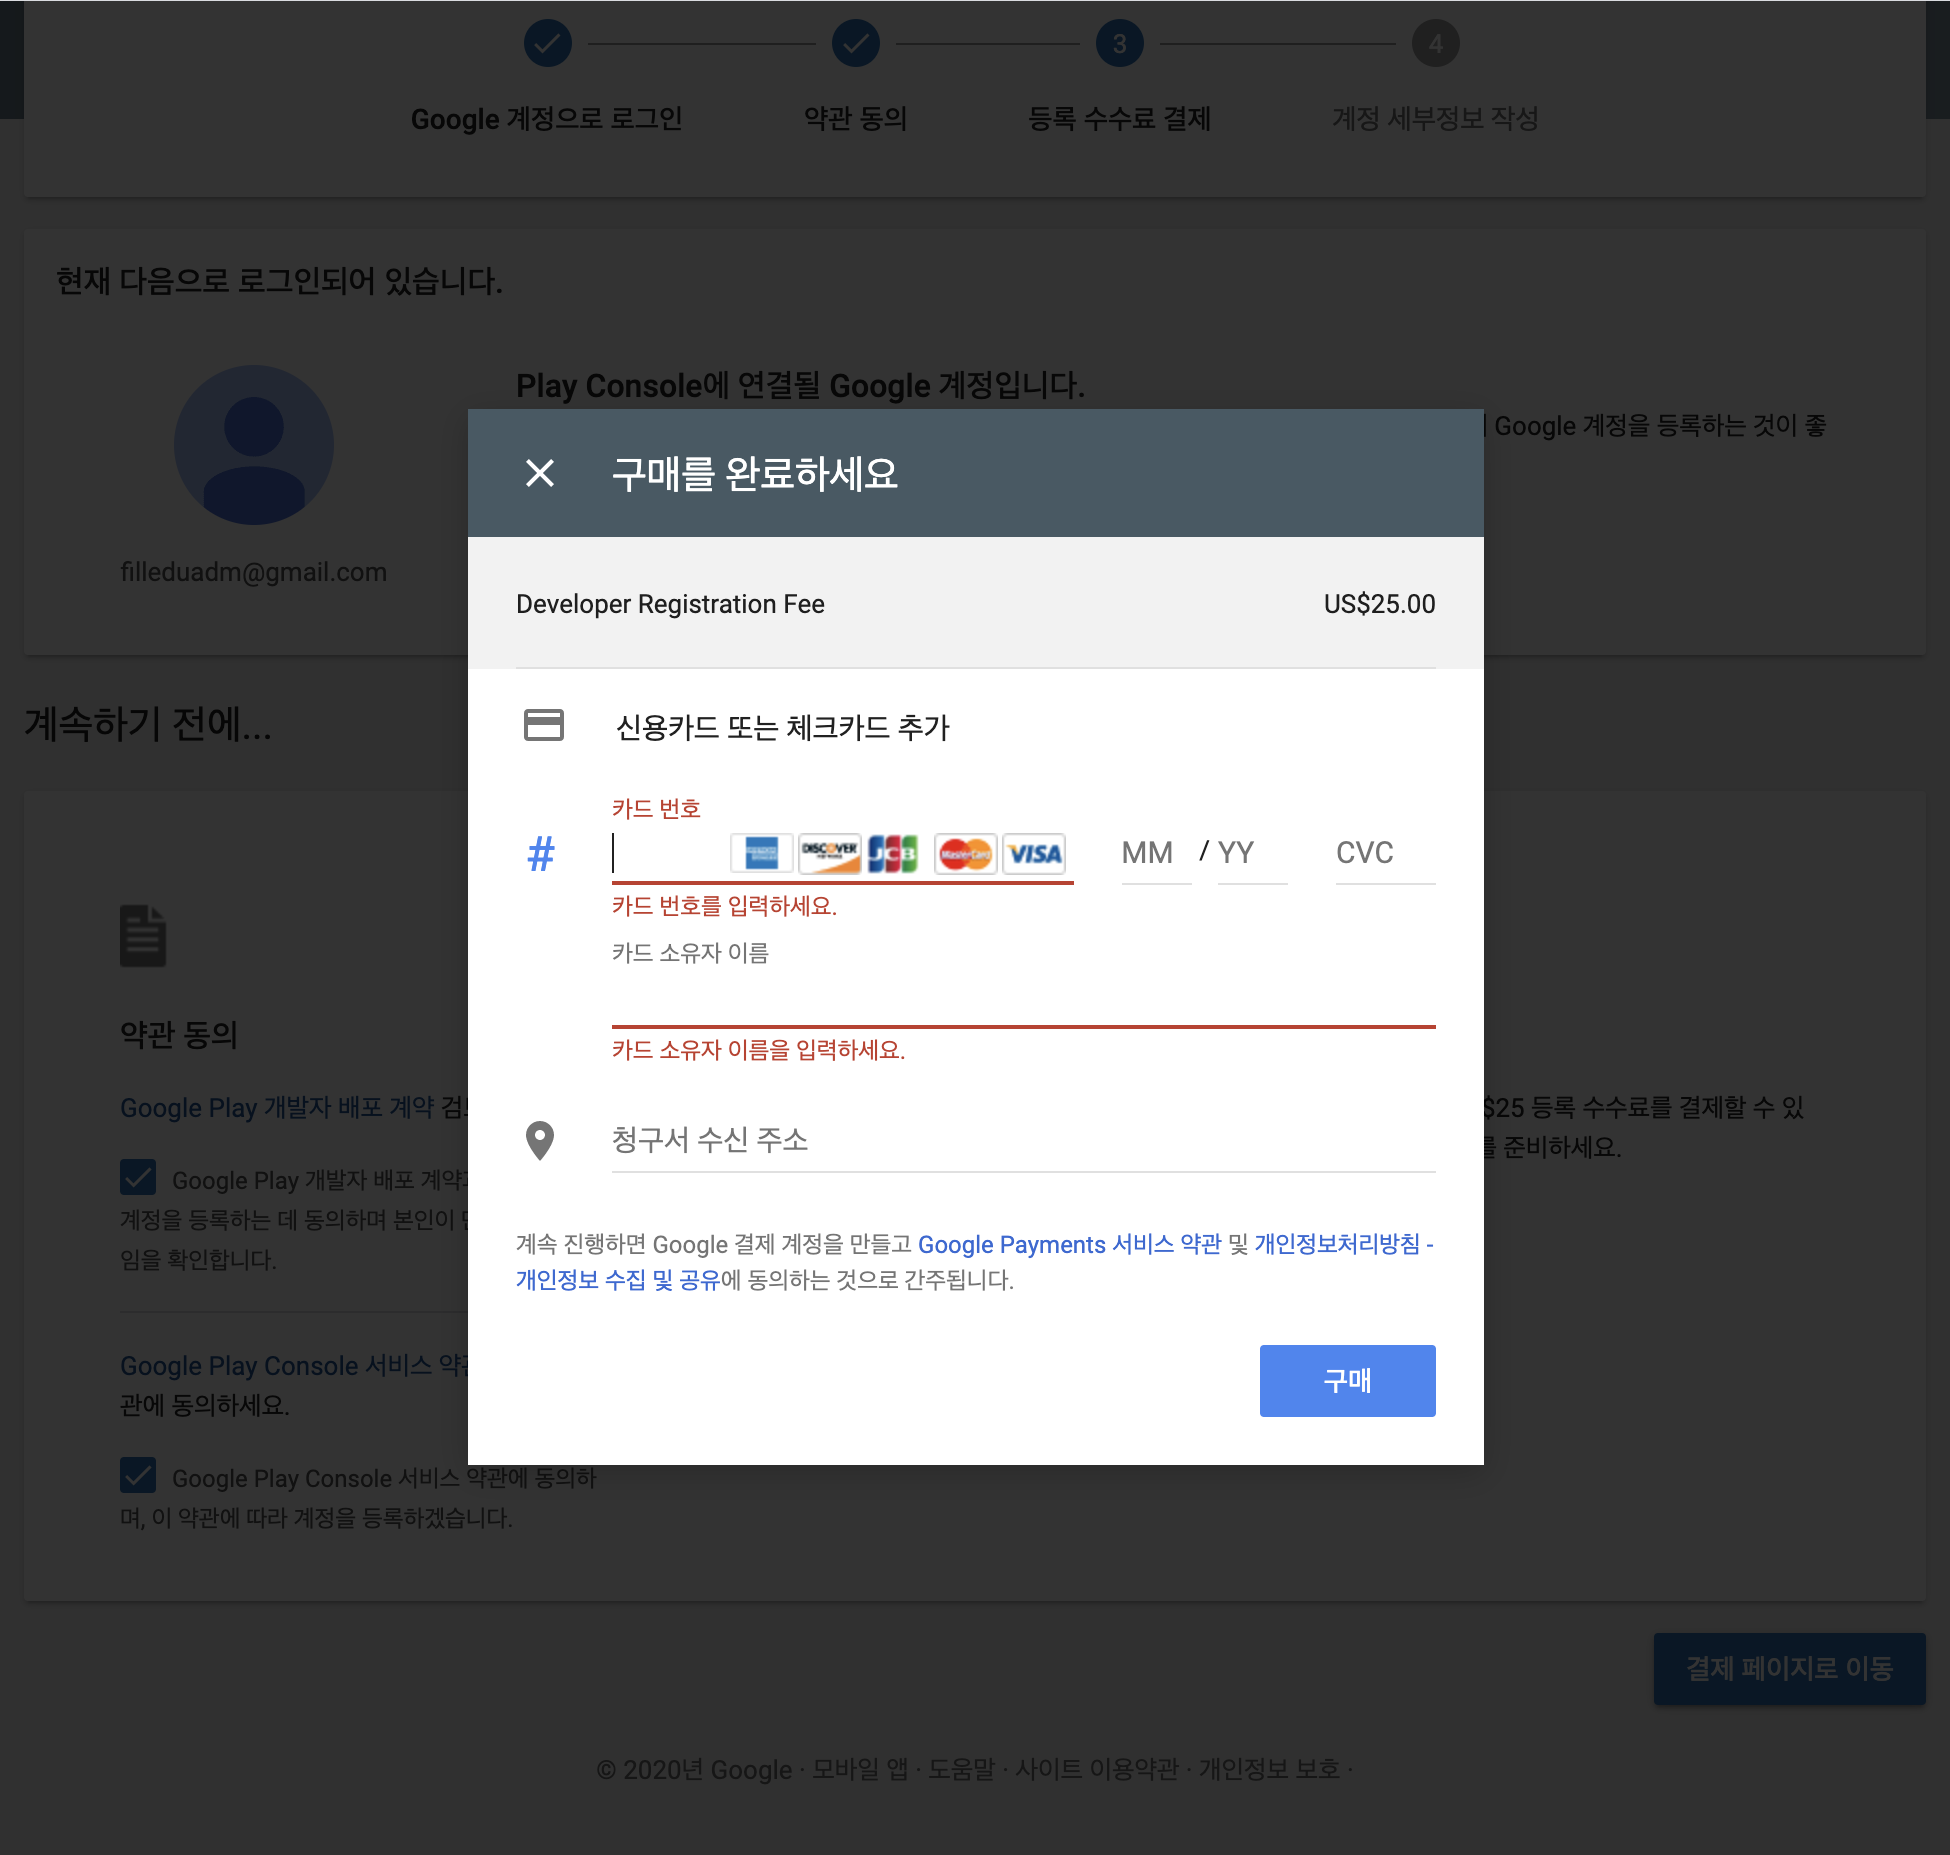 3
4
Google 계정으로 로그인
약관 동의
등록 수수료 결제
계정 세부정보 작성
현재 다음으로 로그인되어 있습니다.
filleduadm@gmail.com
Play Console에 연결될 Google 계정입니다.
Google 계정을 등록하는 것이 좋
구매를 완료하세요
Developer Registration Fee US$25.00
신용카드 또는 체크카드 추가
카드 번호
# DISCOVER JCB MasterCard VISA MM / YY CVC
카드 번호를 입력하세요.
카드 소유자 이름
카드 소유자 이름을 입력하세요.
청구서 수신 주소
계속 진행하면 Google 결제 계정을 만들고 Google Payments 서비스 약관 및 개인정보처리방침 -
개인정보 수집 및 공유에 동의하는 것으로 간주됩니다.
구매
계속하기 전에...
약관 동의
Google Play 개발자 배포 계약
Google Play 개발자 배포 계약
계정을 등록하는 데 동의하며 본인이
임을 확인합니다.
Google Play Console 서비스
관에 동의하세요.
Google Play Console 서비스 약관에 동의하
며, 이 약관에 따라 계정을 등록하겠습니다.
$25 등록 수수료를 결제할 수 있
를 준비하세요.
결제 페이지로 이동
© 2020년 Google · 모바일 앱 · 도움말 · 사이트 이용약관 · 개인정보 보호 ·